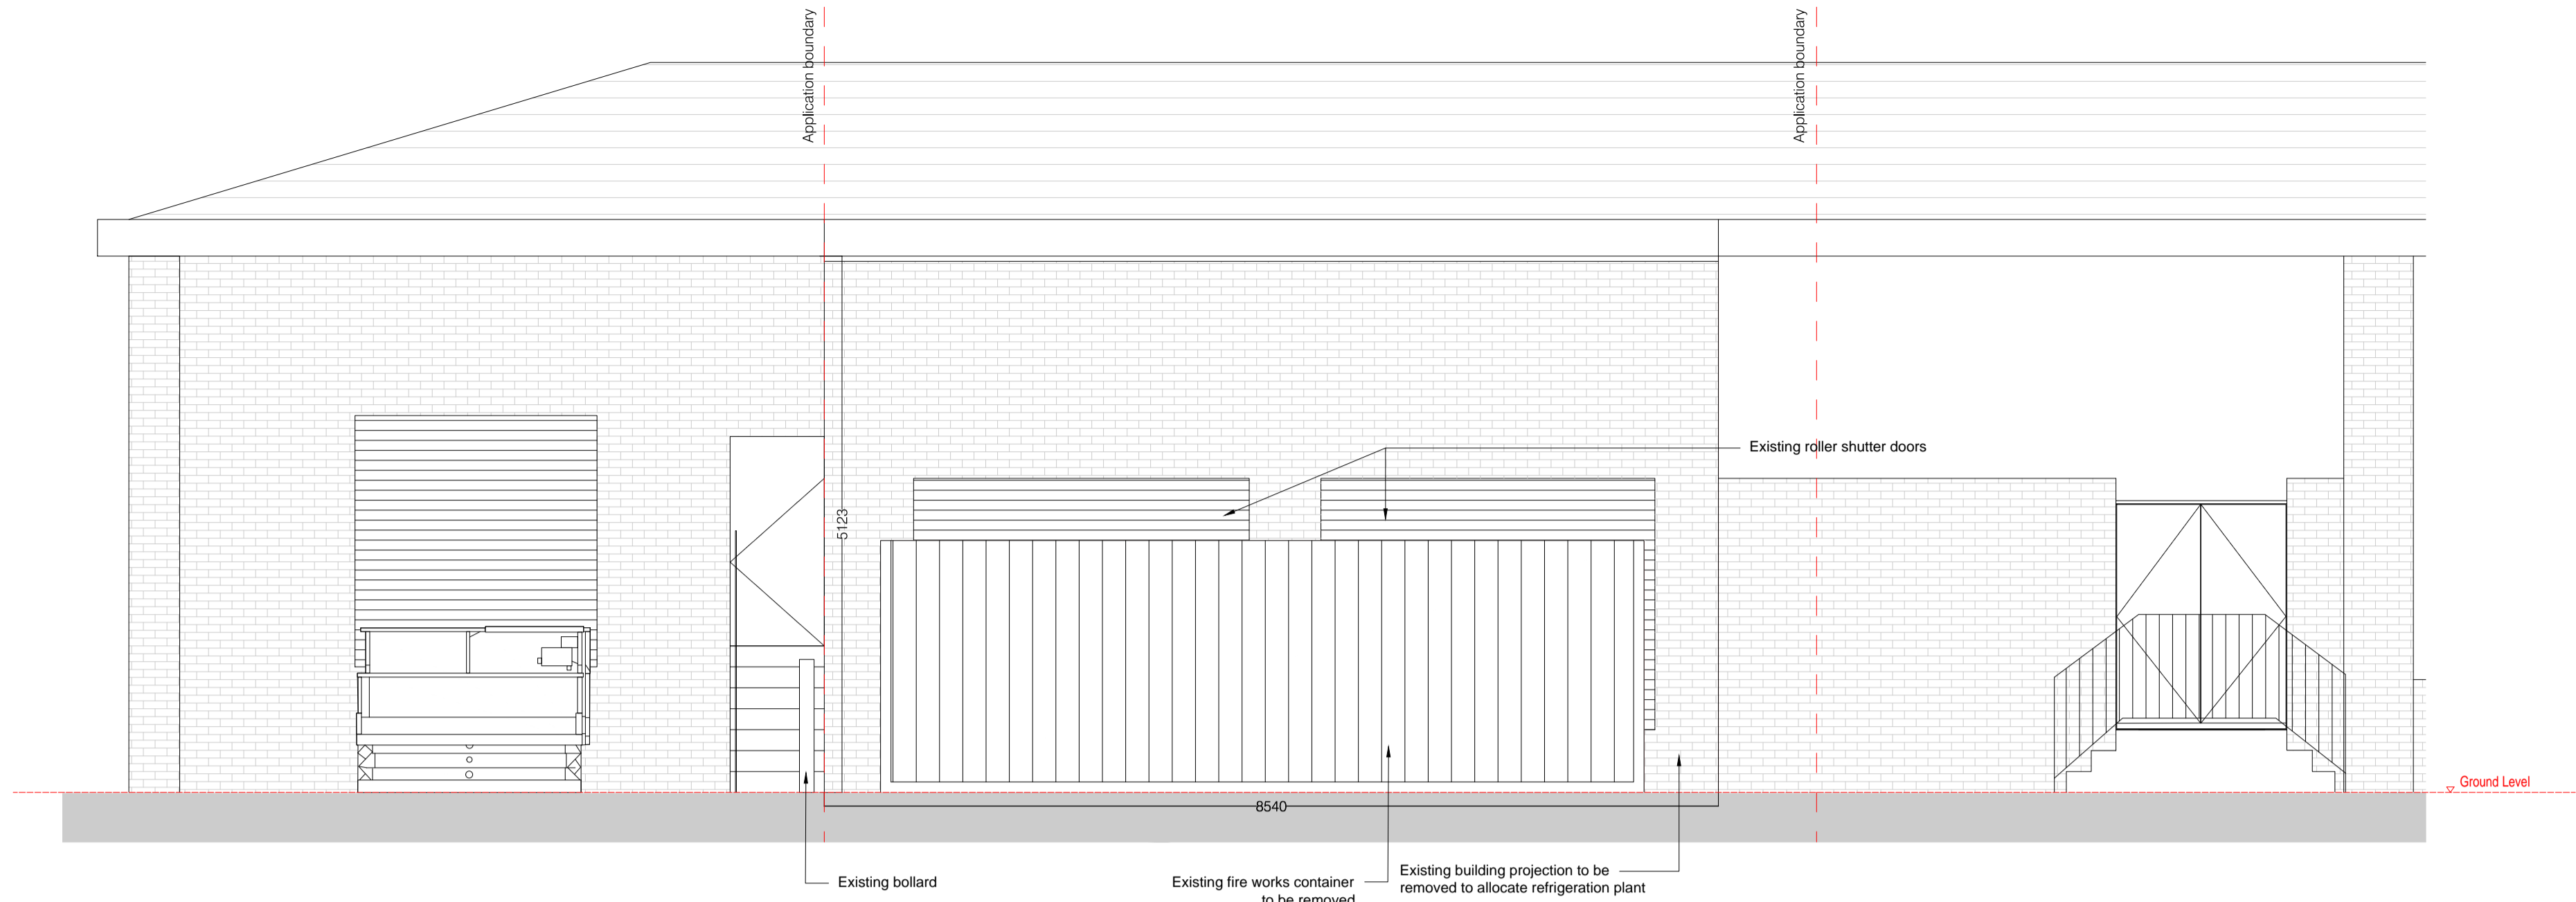 Application boundary
Application boundary
Existing roller shutter doors
5123
Ground Level
8540
Existing bollard
Existing fire works container
to be removed
Existing building projection to be
removed to allocate refrigeration plant